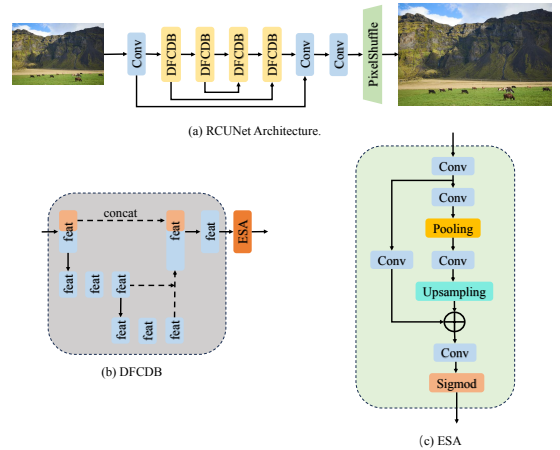 Conv
DFCDB
DFCDB
DFCDB
DFCDB
Conv
Conv
PixelShuffle
(a) RCUNet Architecture.
concat
feat
feat
feat
ESA
feat
feat
feat
feat
feat
feat
(b) DFCDB
Conv
Conv
Pooling
Conv
Conv
Upsampling
Conv
Sigmod
(c) ESA